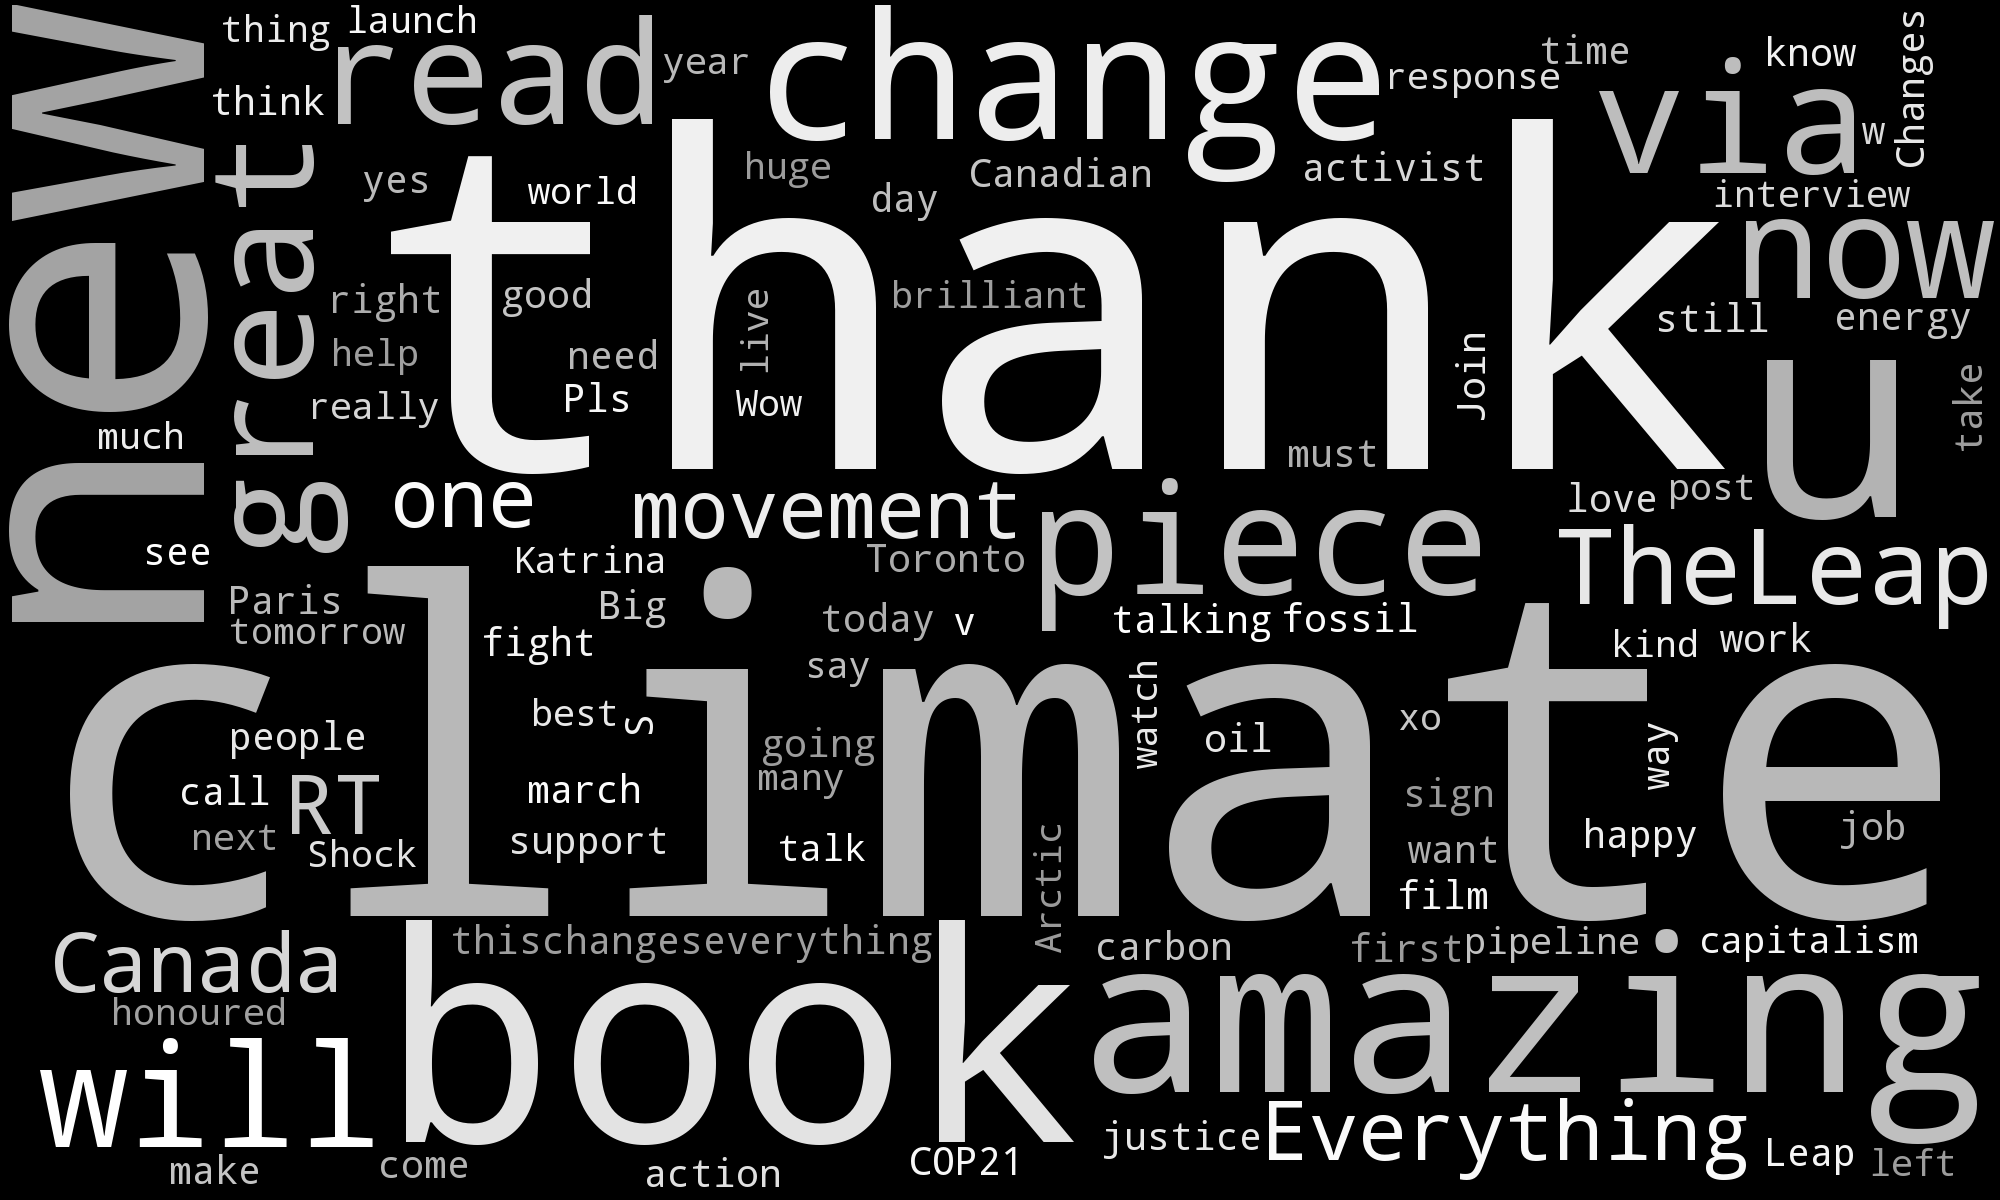 thing launch
read
year
change
response
time
know
Changes
think
via
w
new
great
yes
world
huge
day
Canadian
activist
interview
thank
now
right
good
live
brilliant
still
energy
help
need
Join
u
take
really
Pls
Wow
much
must
one
movement
piece
love
post
see
Katrina
Toronto
TheLeap
Paris
Big
today
v
talking
fossil
tomorrow
fight
kind
work
climate
say
watch
best
S
oil
xo
way
people
going
call
RT
march
many
sign
next
Shock
support
talk
Arctic
want
happy
job
film
Canada
thischangeseverything
carbon
first
pipeline
capitalism
honoured
book
amazing
will
make
come
action
COP21
justice
Everything
Leap
left